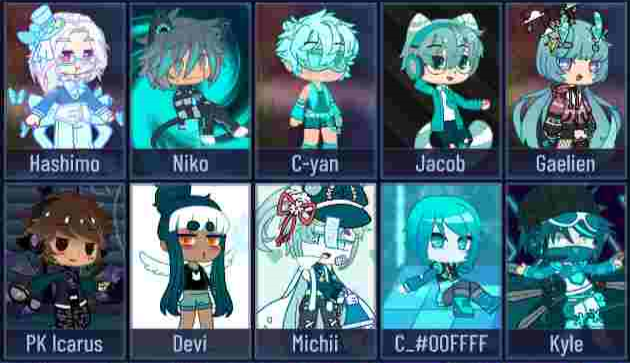 Hashimo
Niko
C-yan
Jacob
Gaelien
PK Icarus
Devi
Michii
C_#00FFFF
Kyle